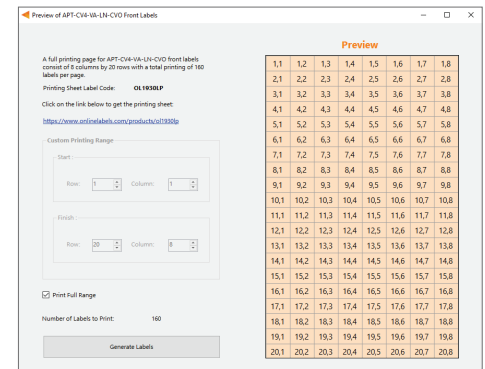 Preview of APT-CV4-VA-LN-CVO Front Labels
Preview
A full printing page for APT-CV4-VA-LN-CVO front labels
consist of 8 columns by 20 rows with a total printing of 160
labels per page.
Printing Sheet Label Code: OL1930LP
Click on the link below to get the printing sheet:
https://www.onlinelabels.com/products/ol1930lp
Custom Printing Range
Start :
Row: 1 Column: 1
Finish :
Row: 20 Column: 8
Print Full Range
Number of Labels to Print: 160
Generate Labels
1,1 1,2 1,3 1,4 1,5 1,6 1,7 1,8
2,1 2,2 2,3 2,4 2,5 2,6 2,7 2,8
3,1 3,2 3,3 3,4 3,5 3,6 3,7 3,8
4,1 4,2 4,3 4,4 4,5 4,6 4,7 4,8
5,1 5,2 5,3 5,4 5,5 5,6 5,7 5,8
6,1 6,2 6,3 6,4 6,5 6,6 6,7 6,8
7,1 7,2 7,3 7,4 7,5 7,6 7,7 7,8
8,1 8,2 8,3 8,4 8,5 8,6 8,7 8,8
9,1 9,2 9,3 9,4 9,5 9,6 9,7 9,8
10,1 10,2 10,3 10,4 10,5 10,6 10,7 10,8
11,1 11,2 11,3 11,4 11,5 11,6 11,7 11,8
12,1 12,2 12,3 12,4 12,5 12,6 12,7 12,8
13,1 13,2 13,3 13,4 13,5 13,6 13,7 13,8
14,1 14,2 14,3 14,4 14,5 14,6 14,7 14,8
15,1 15,2 15,3 15,4 15,5 15,6 15,7 15,8
16,1 16,2 16,3 16,4 16,5 16,6 16,7 16,8
17,1 17,2 17,3 17,4 17,5 17,6 17,7 17,8
18,1 18,2 18,3 18,4 18,5 18,6 18,7 18,8
19,1 19,2 19,3 19,4 19,5 19,6 19,7 19,8
20,1 20,2 20,3 20,4 20,5 20,6 20,7 20,8